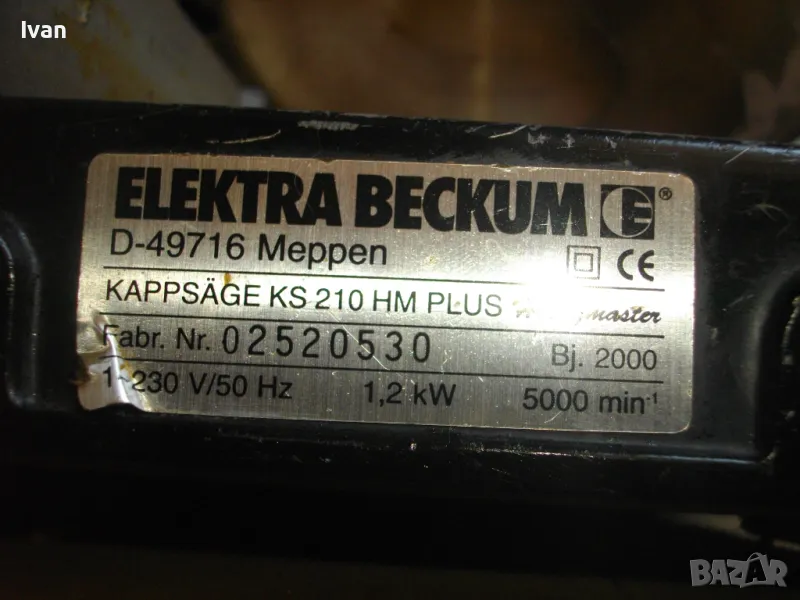 Ivan
ELEKTRA BECKUM E®
D-49716 Meppen CE
KAPPSÄGE KS 210 HM PLUS
Fabr. Nr. 02520530 Bj. 2000
1~230 V/50 Hz 1,2 kW 5000 min⁻¹
BAZAR